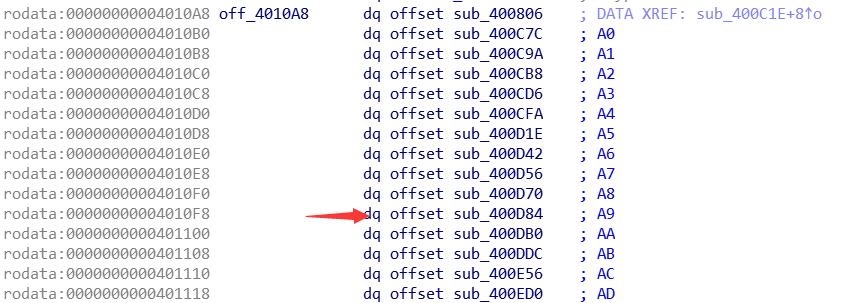 rodata:00000000004010A8 off_4010A8 dq offset sub_400806 ; DATA XREF: sub_400C1E+8↑o
rodata:00000000004010B0 dq offset sub_400C7C ; A0
rodata:00000000004010B8 dq offset sub_400C9A ; A1
rodata:00000000004010C0 dq offset sub_400CB8 ; A2
rodata:00000000004010C8 dq offset sub_400CD6 ; A3
rodata:00000000004010D0 dq offset sub_400CFA ; A4
rodata:00000000004010D8 dq offset sub_400D1E ; A5
rodata:00000000004010E0 dq offset sub_400D42 ; A6
rodata:00000000004010E8 dq offset sub_400D56 ; A7
rodata:00000000004010F0 dq offset sub_400D70 ; A8
rodata:00000000004010F8 dq offset sub_400D84 ; A9
rodata:0000000000401100 dq offset sub_400DB0 ; AA
rodata:0000000000401108 dq offset sub_400DDC ; AB
rodata:0000000000401110 dq offset sub_400E56 ; AC
rodata:0000000000401118 dq offset sub_400ED0 ; AD